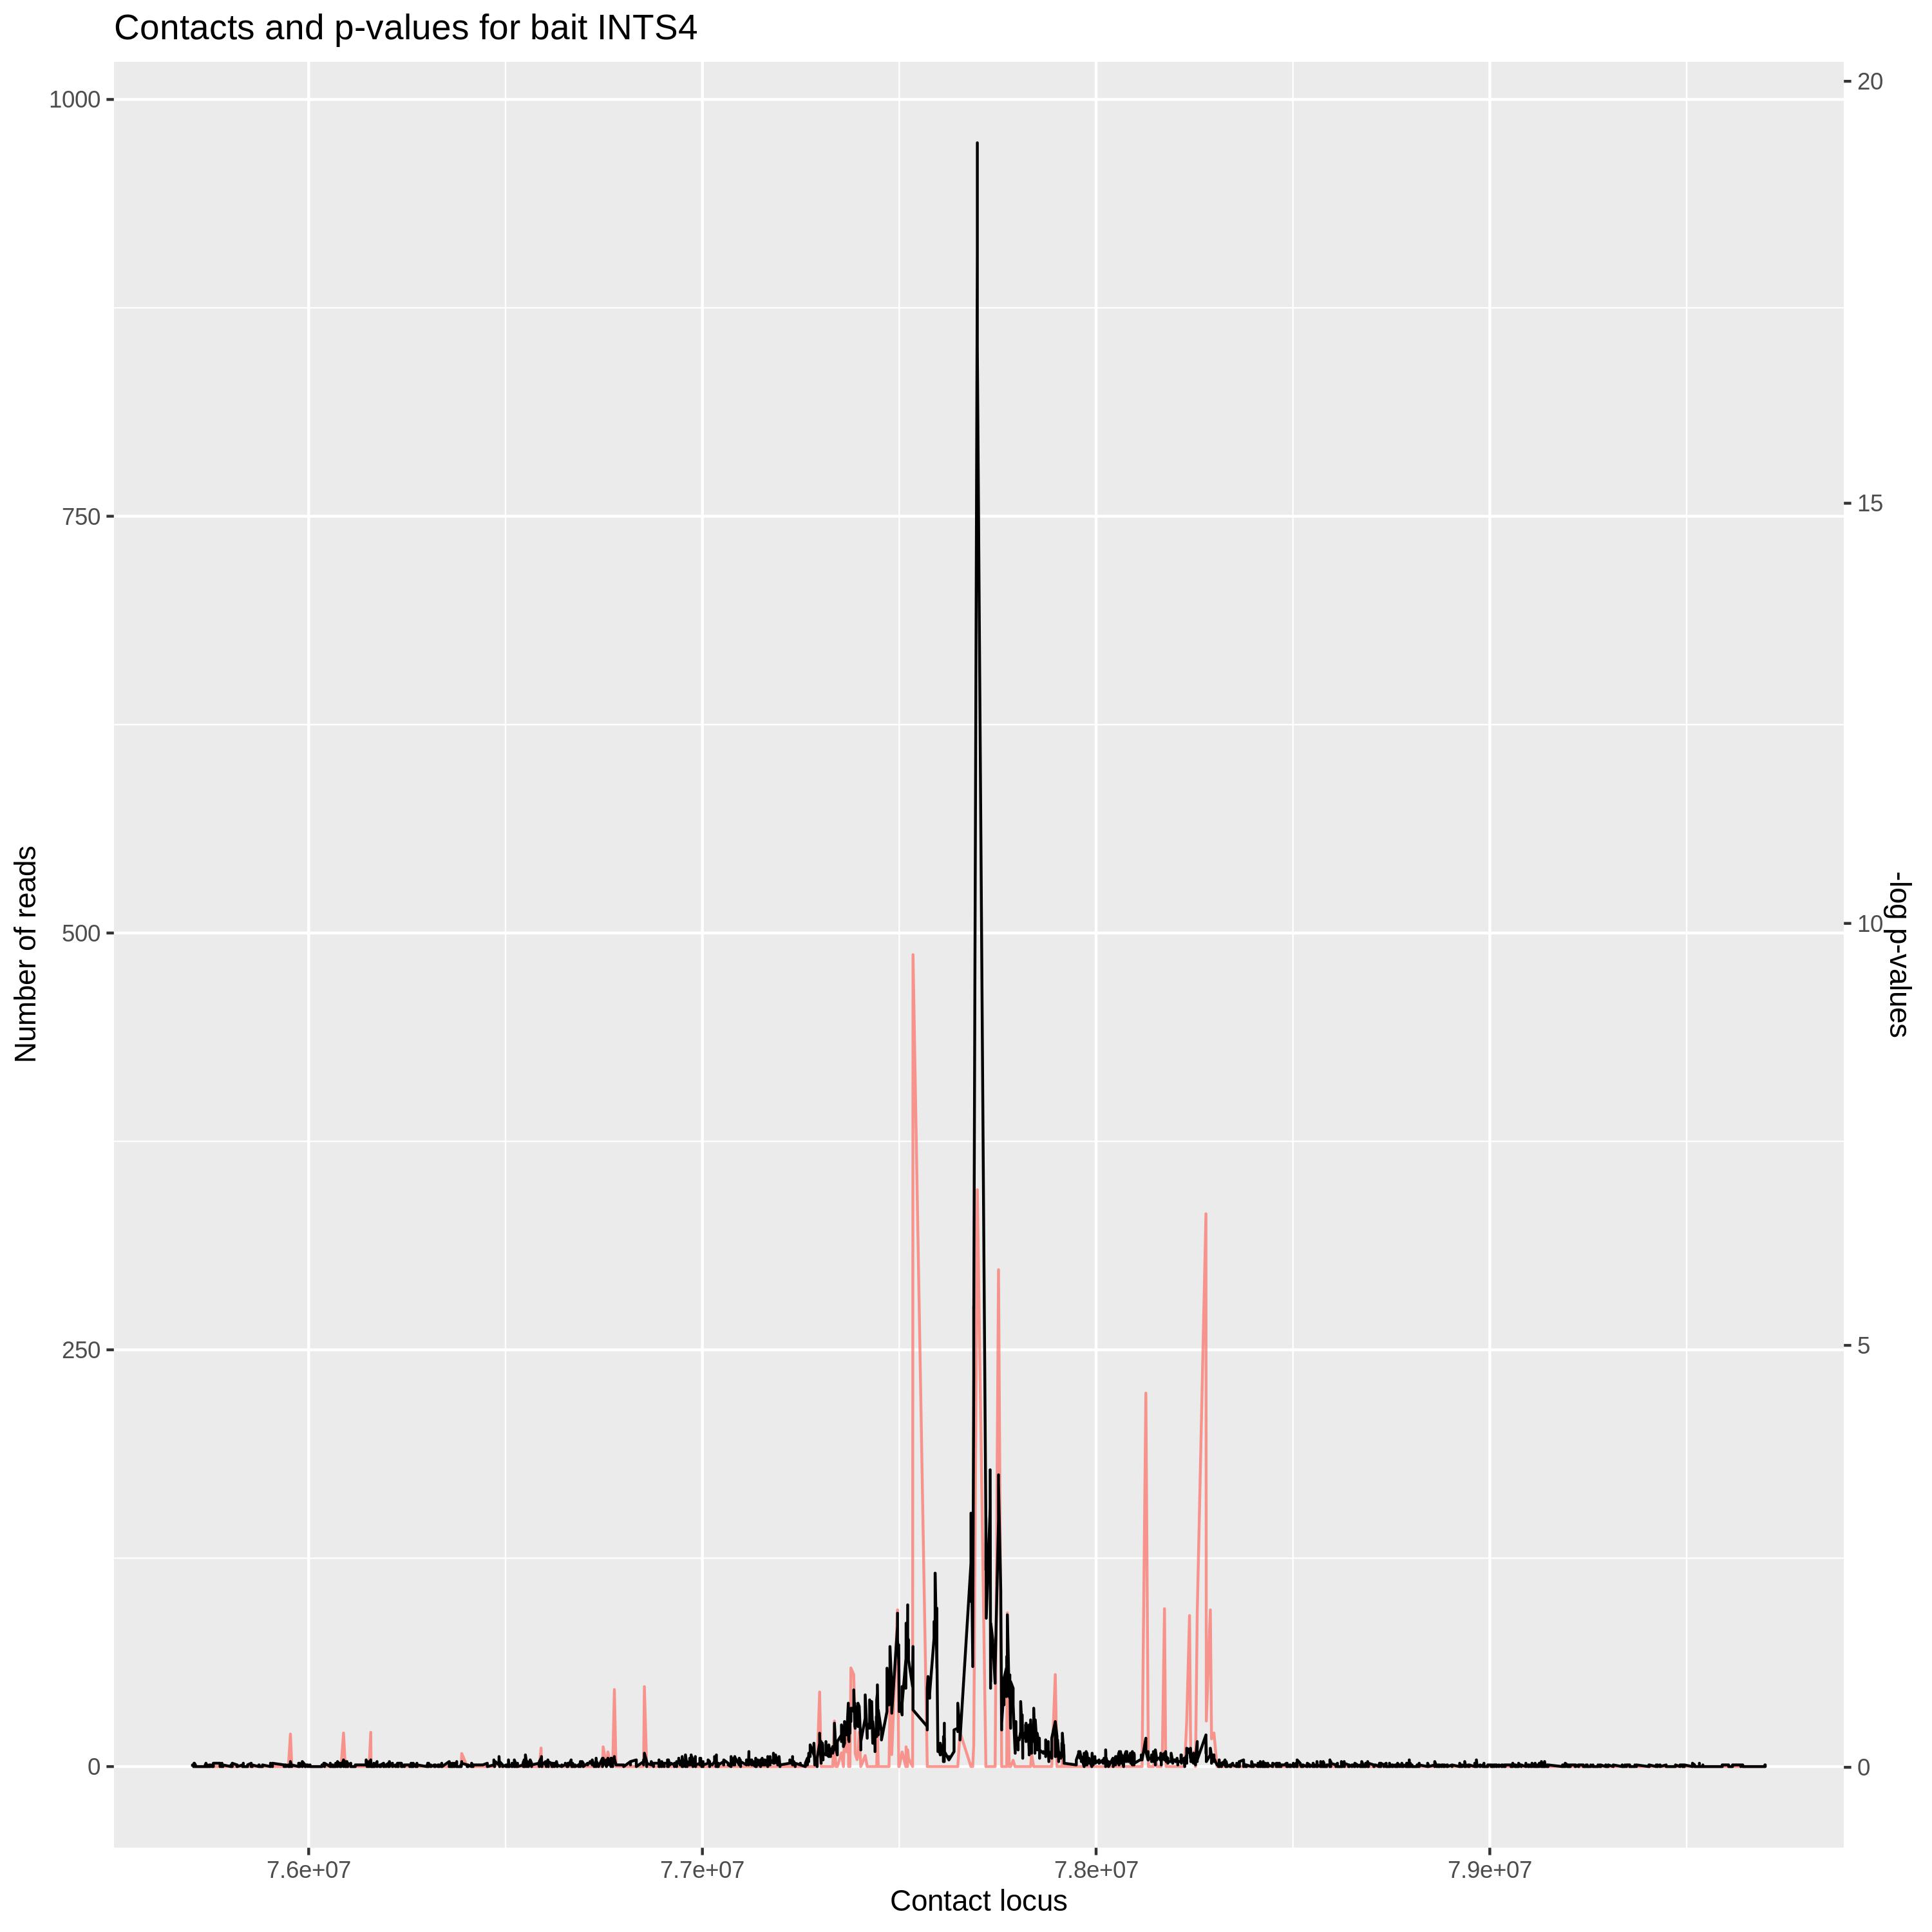 Contacts and p-values for bait INTS4
1000
750
500
250
0
Number of reads
20
15
10
5
0
-log p-values
7.6e+07
7.7e+07
7.8e+07
7.9e+07
Contact locus